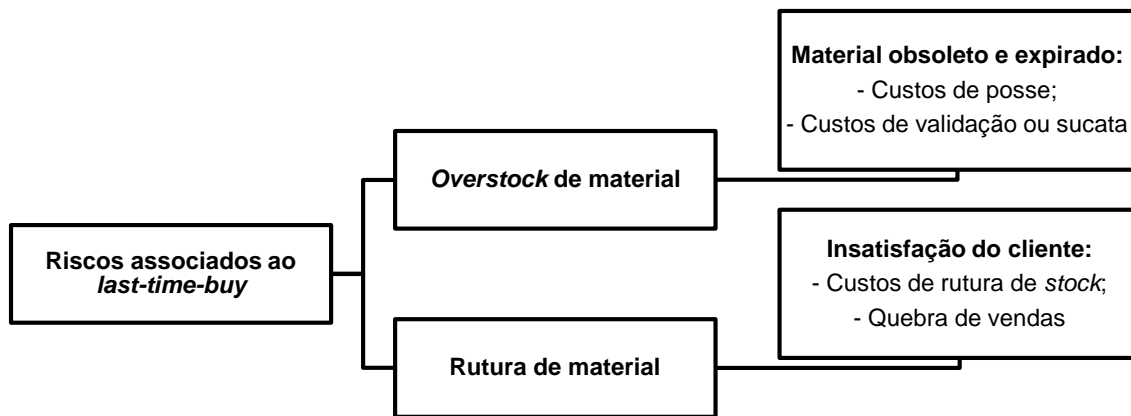 Riscos associados ao
last-time-buy
Overstock de material
Material obsoleto e expirado:
- Custos de posse;
- Custos de validação ou sucata
Rutura de material
Insatisfação do cliente:
- Custos de rutura de stock;
- Quebra de vendas